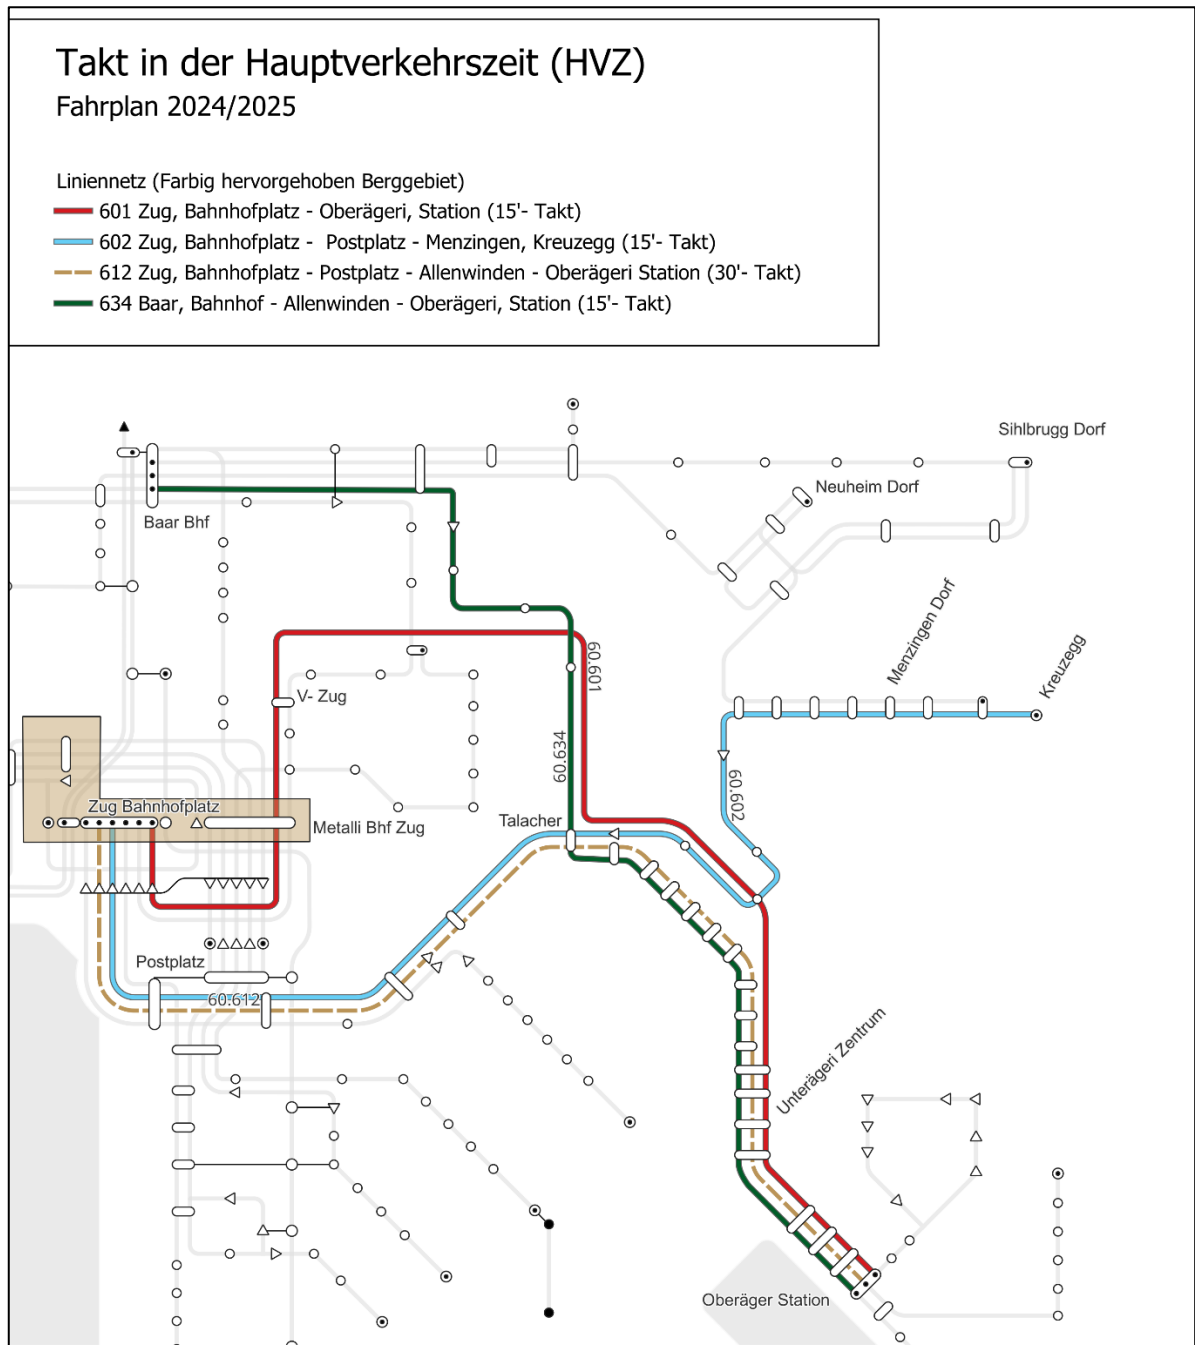 Takt in der Hauptverkehrszeit (HVZ)
Fahrplan 2024/2025
Liniennetz (Farbig hervorgehoben Berggebiet)
601 Zug, Bahnhofplatz - Oberägeri, Station (15'- Takt)
602 Zug, Bahnhofplatz - Postplatz - Menzingen, Kreuzegg (15'- Takt)
612 Zug, Bahnhofplatz - Postplatz - Allenwinden - Oberägeri Station (30'- Takt)
634 Baar, Bahnhof - Allenwinden - Oberägeri, Station (15'- Takt)
Sihlbrugg Dorf
Neuheim Dorf
Baar Bhf
Menzingen Dorf
Kreuzegg
60.601
V- Zug
60.634
60.602
Zug Bahnhofplatz
Metalli Bhf Zug
Talacher
Postplatz
60.612
Unterägeri Zentrum
Oberäger Station